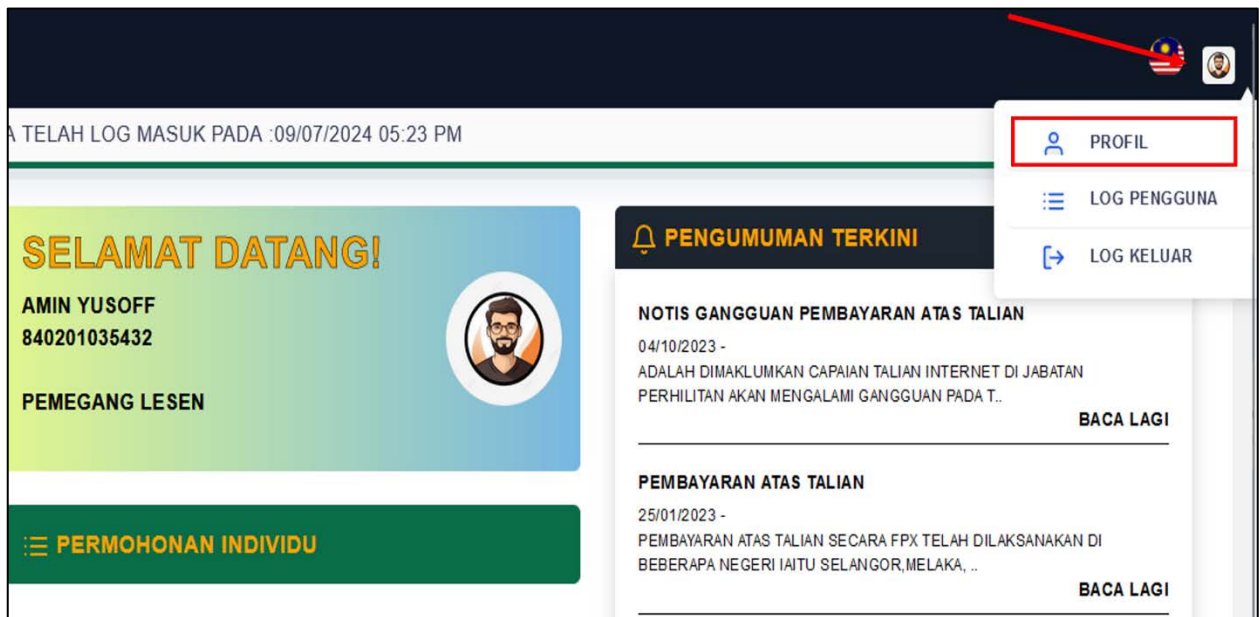 A TELAH LOG MASUK PADA :09/07/2024 05:23 PM
PROFIL
LOG PENGGUNA
LOG KELUAR
SELAMAT DATANG!
AMIN YUSOFF
840201035432
PEMEGANG LESEN
PERMOHONAN INDIVIDU
PENGUMUMAN TERKINI
NOTIS GANGGUAN PEMBAYARAN ATAS TALIAN
04/10/2023 -
ADALAH DIMAKLUMKAN CAPAIAN TALIAN INTERNET DI JABATAN
PERHILITAN AKAN MENGALAMI GANGGUAN PADA T..
BACA LAGI
PEMBAYARAN ATAS TALIAN
25/01/2023 -
PEMBAYARAN ATAS TALIAN SECARA FPX TELAH DILAKSANAKAN DI
BEBERAPA NEGERI IAITU SELANGOR,MELAKA, ..
BACA LAGI